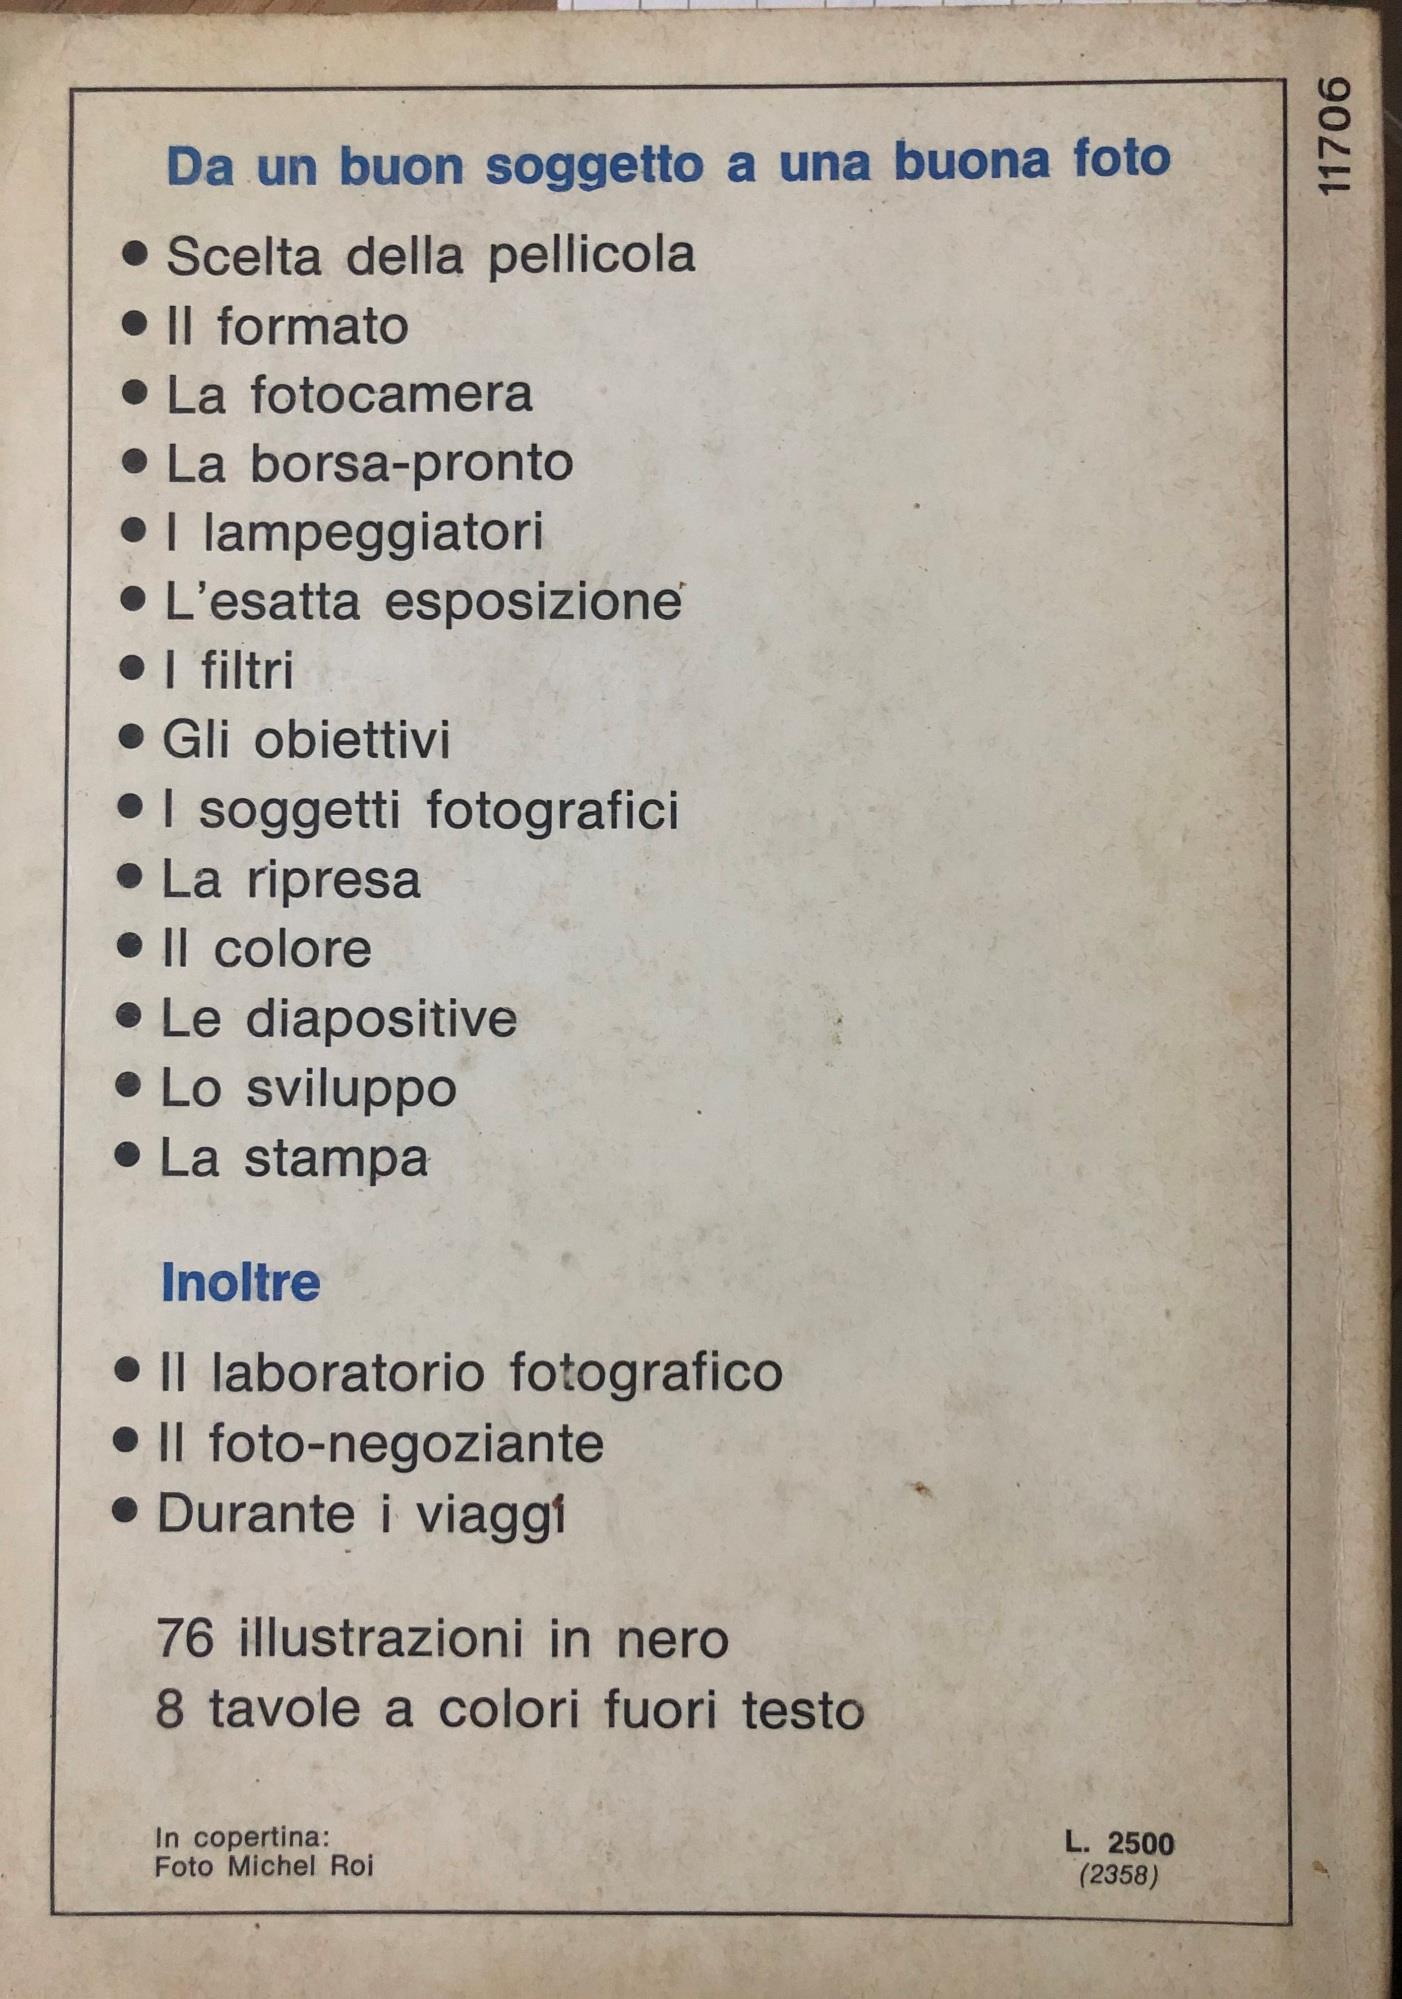 11706
Da un buon soggetto a una buona foto
● Scelta della pellicola
● Il formato
● La fotocamera
● La borsa-pronto
● I lampeggiatori
● L'esatta esposizione
● I filtri
● Gli obiettivi
● I soggetti fotografici
● La ripresa
● Il colore
● Le diapositive
● Lo sviluppo
● La stampa
Inoltre
● Il laboratorio fotografico
● Il foto-negoziante
● Durante i viaggi
76 illustrazioni in nero
8 tavole a colori fuori testo
In copertina:
Foto Michel Roi
L. 2500
(2358)